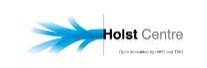 Holst Centre
Open Innovation by IMEC and TNO